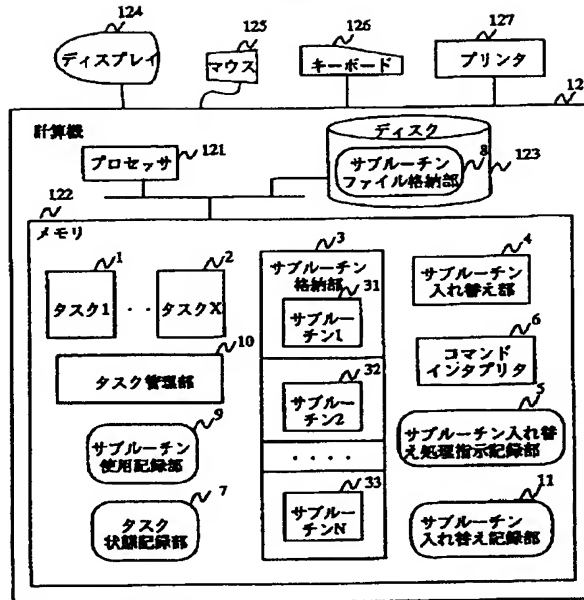 124
125
126
127
ディスプレイ
マウス
キーボード
プリンタ
12
計算機
ディスク
121
プロセッサ
8
サブルーチン
ファイル格納部
123
122
メモリ
1
タスク1
・・
2
タスクX
3
サブルーチン
格納部
31
サブルー
チン1
4
サブルーチン
入れ替え部
10
タスク管理部
32
サブルー
チン2
6
コマンド
インタプリタ
9
サブルーチン
使用記録部
・・・・
5
サブルーチン入れ替
え処理指示記録部
7
タスク
状態記録部
33
サブルー
チンN
11
サブルーチン
入れ替え記録部